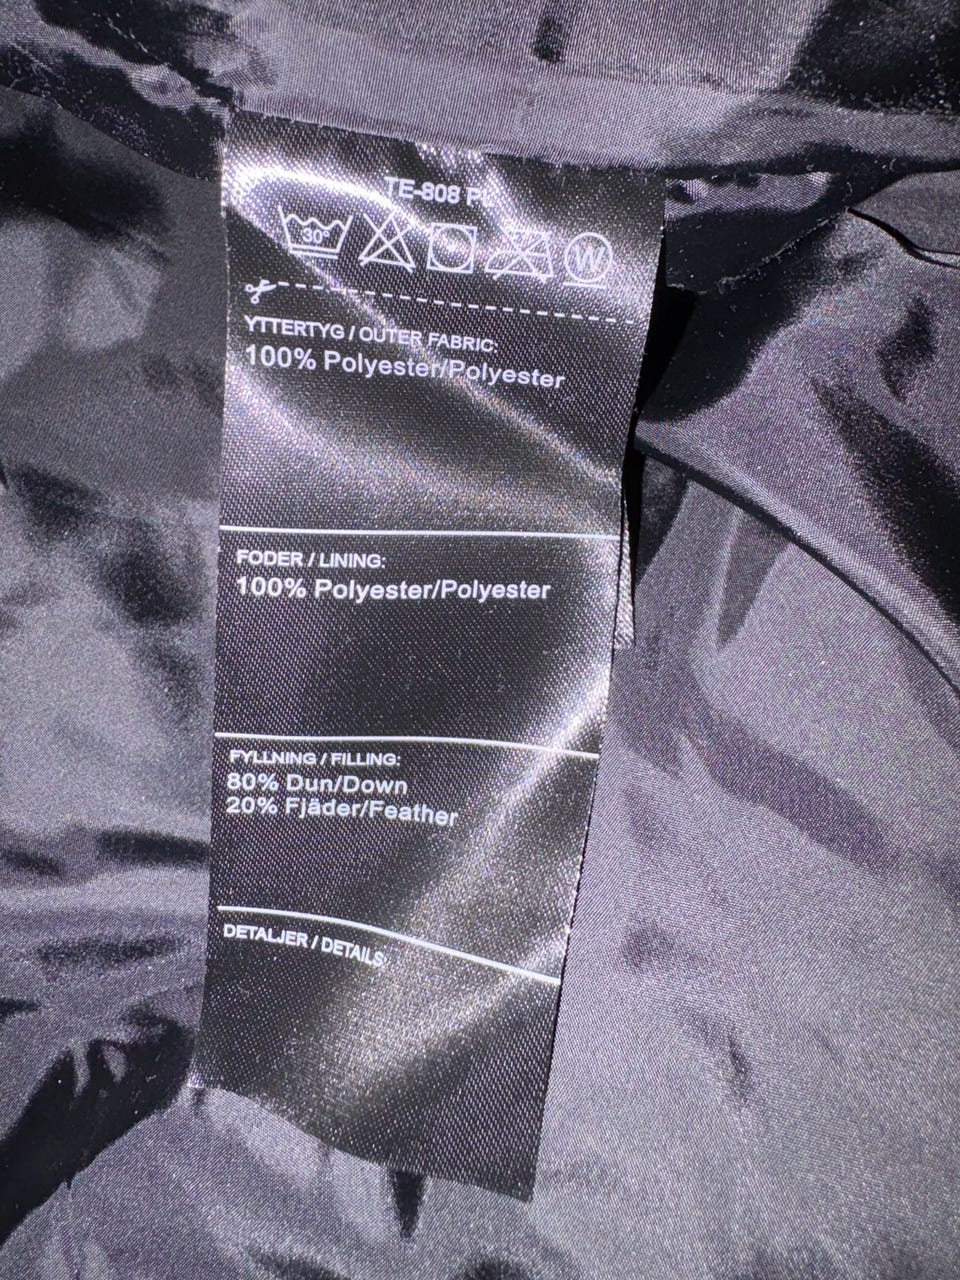 TE-808
30°
W
YTTERTYG / OUTER FABRIC:
100% Polyester/Polyester
FODER / LINING:
100% Polyester/Polyester
FYLLNING / FILLING:
80% Dun/Down
20% Fjäder/Feather
DETALJER / DETAILS: